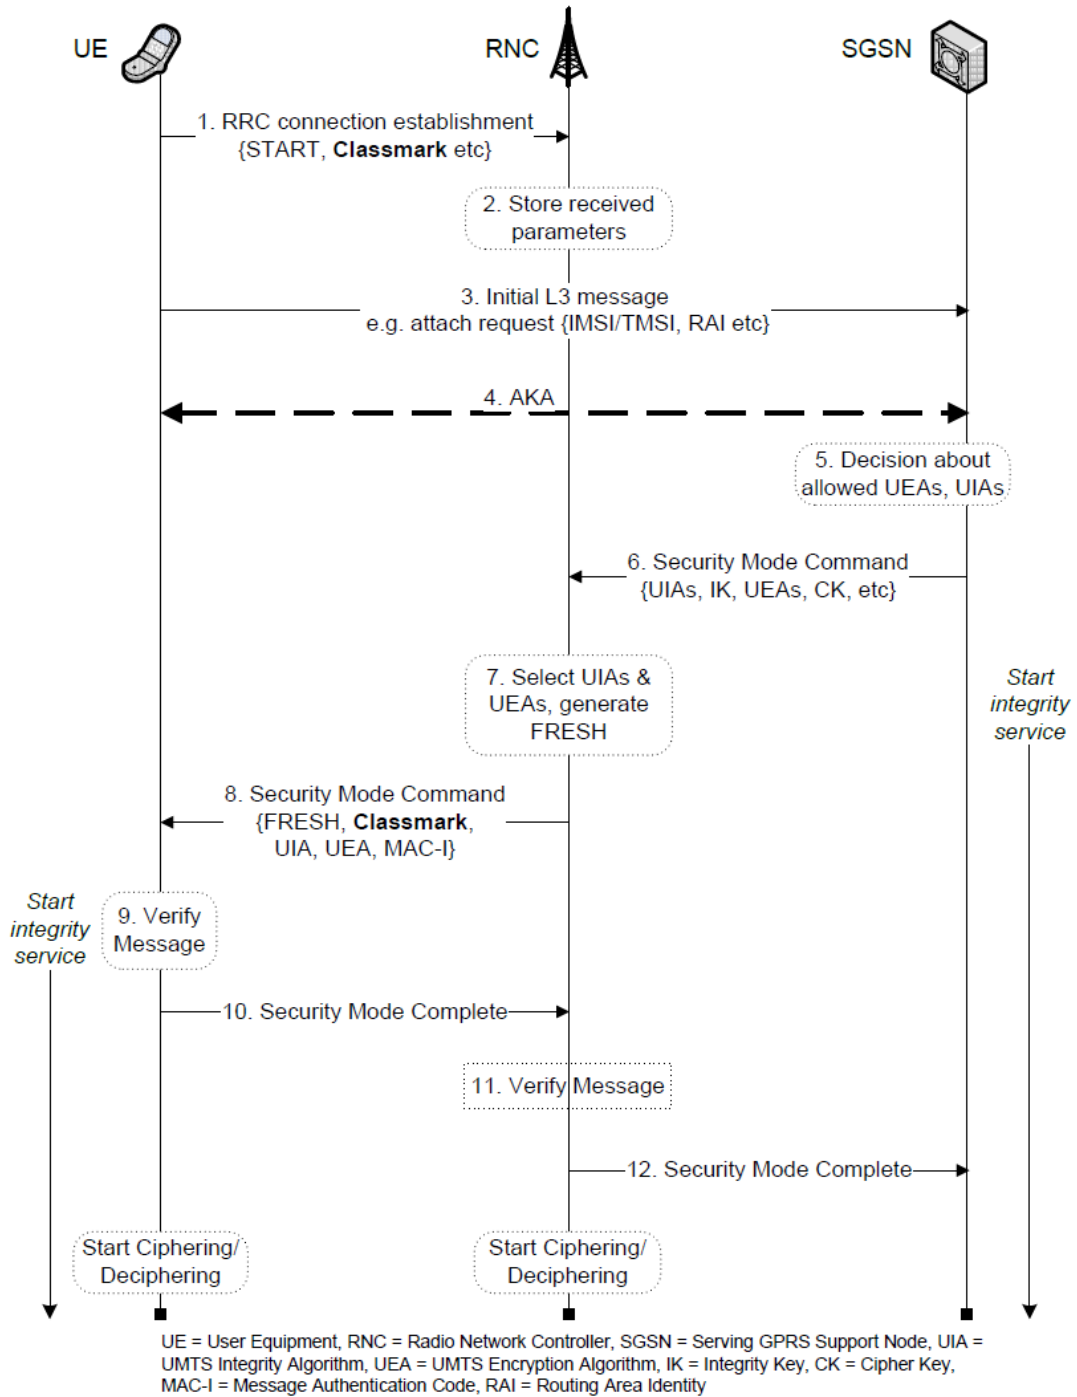 UE
RNC
SGSN
1. RRC connection establishment
{START, Classmark etc}
2. Store received
parameters
3. Initial L3 message
e.g. attach request {IMSI/TMSI, RAI etc}
4. AKA
5. Decision about
allowed UEAs, UIAs
6. Security Mode Command
{UIAs, IK, UEAs, CK, etc}
7. Select UIAs &
UEAs, generate
FRESH
Start
integrity
service
8. Security Mode Command
{FRESH, Classmark,
UIA, UEA, MAC-I}
Start
integrity
service
9. Verify
Message
10. Security Mode Complete
11. Verify Message
12. Security Mode Complete
Start Ciphering/
Deciphering
Start Ciphering/
Deciphering
UE = User Equipment, RNC = Radio Network Controller, SGSN = Serving GPRS Support Node, UIA =
UMTS Integrity Algorithm, UEA = UMTS Encryption Algorithm, IK = Integrity Key, CK = Cipher Key,
MAC-I = Message Authentication Code, RAI = Routing Area Identity